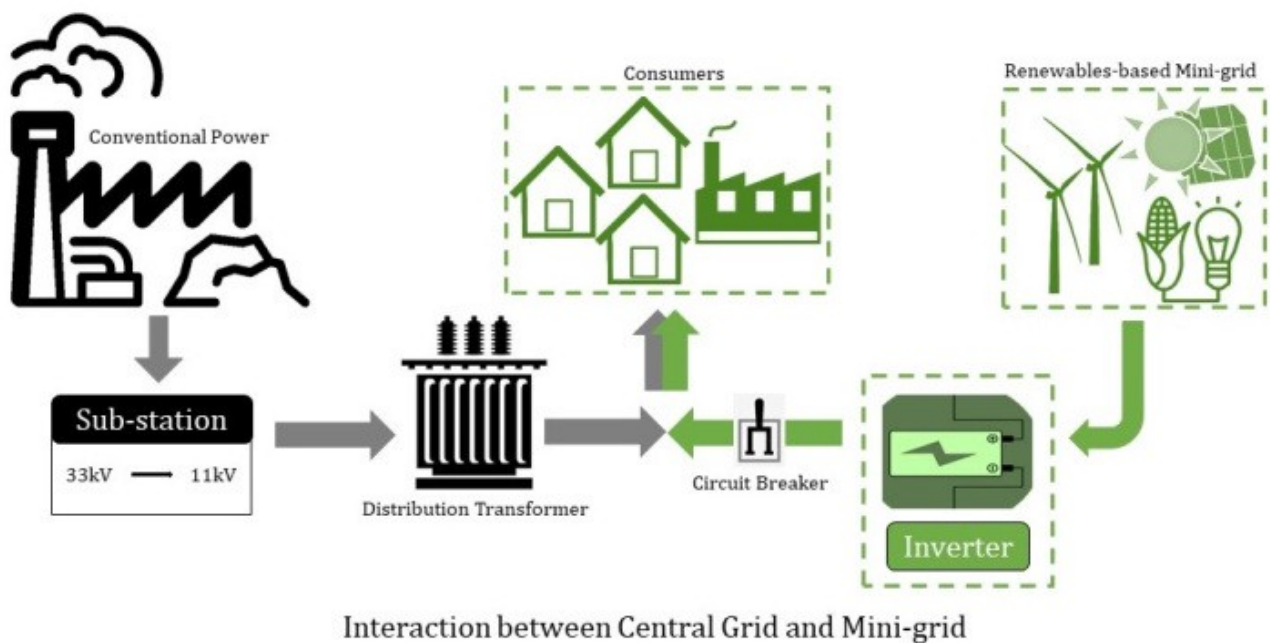 Consumers
Renewables-based Mini-grid
Conventional Power
Sub-station
33kV 11kV
Distribution Transformer
Circuit Breaker
Inverter
Interaction between Central Grid and Mini-grid